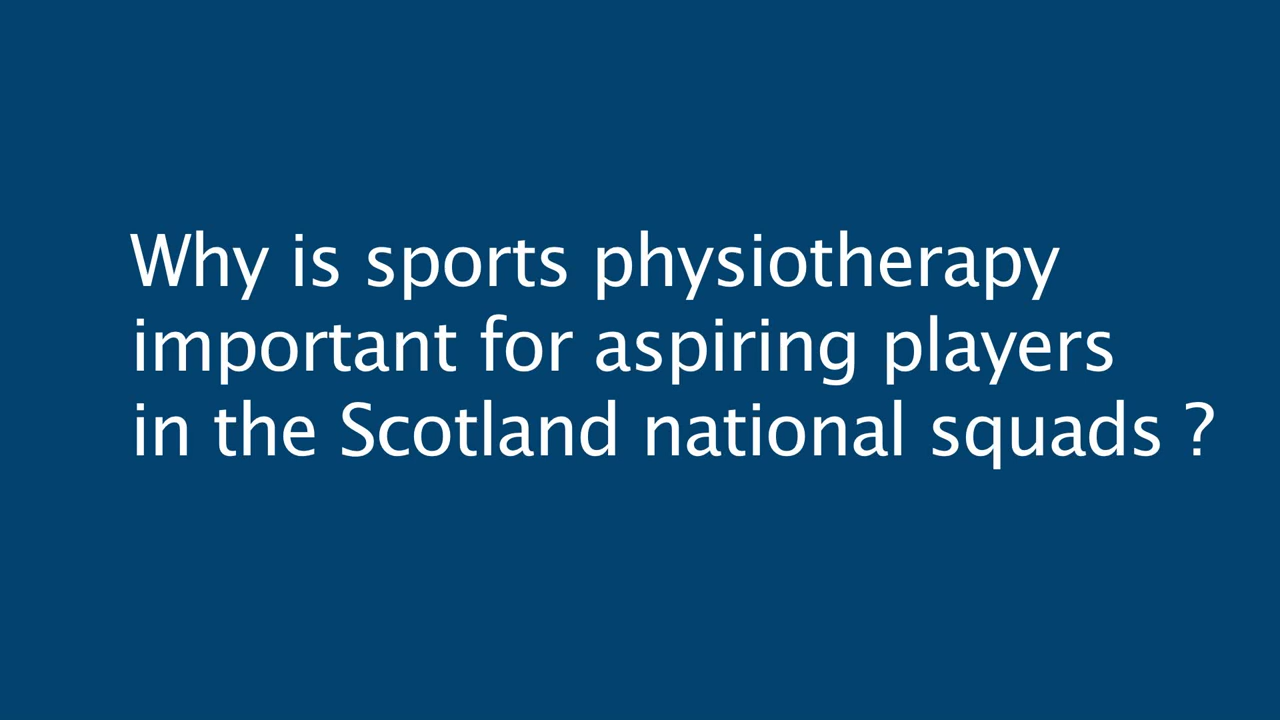 Why is sports physiotherapy
important for aspiring players
in the Scotland national squads ?